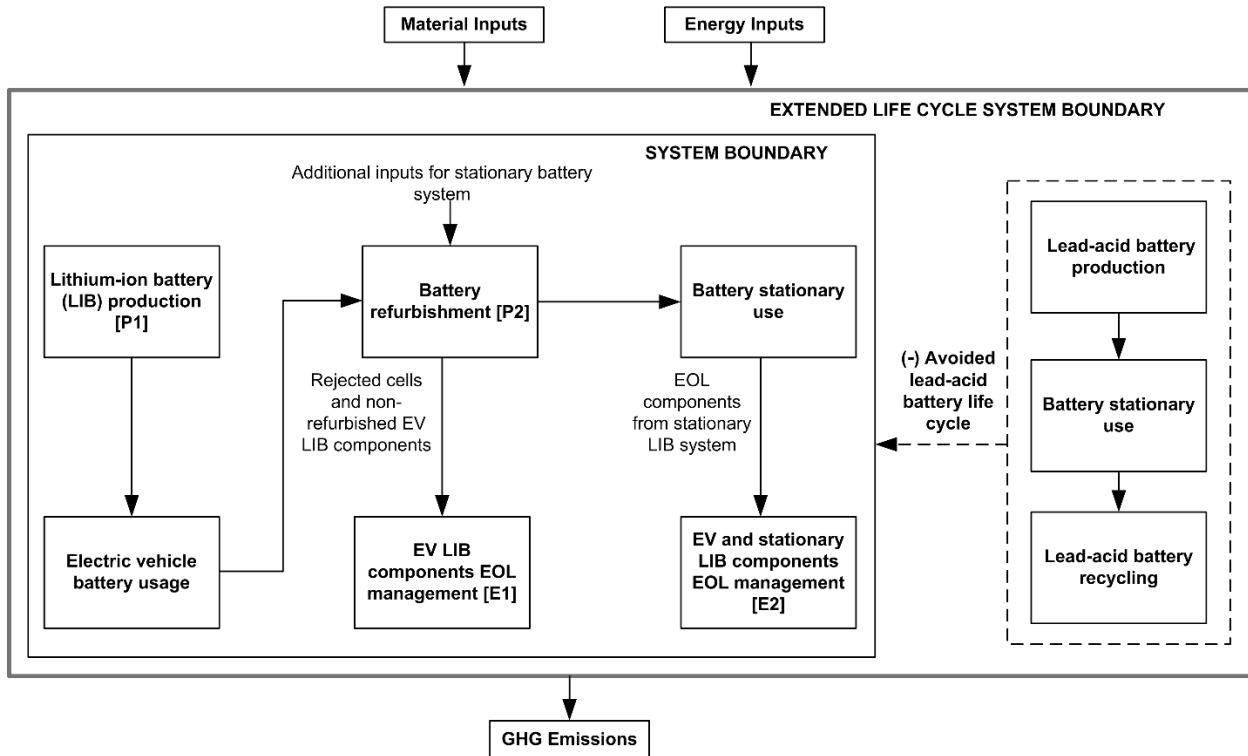 Material Inputs
Energy Inputs
EXTENDED LIFE CYCLE SYSTEM BOUNDARY
SYSTEM BOUNDARY
Additional inputs for stationary battery
system
Lithium-ion battery
(LIB) production
[P1]
Battery
refurbishment [P2]
Battery stationary
use
Lead-acid battery
production
Rejected cells
and non-
refurbished EV
LIB components
EOL
components
from stationary
LIB system
(-) Avoided
lead-acid
battery life
cycle
Battery stationary
use
Electric vehicle
battery usage
EV LIB
components EOL
management [E1]
EV and stationary
LIB components
EOL management
[E2]
Lead-acid battery
recycling
GHG Emissions